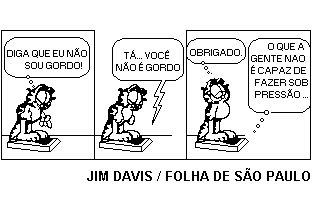 DIGA QUE EU NÃO
SOU GORDO!
TÁ... VOCÊ
NÃO É GORDO
OBRIGADO.
O QUE A
GENTE NAO
É CAPAZ DE
FAZER SOB
PRESSÃO...
JIM DAVIS / FOLHA DE SÃO PAULO